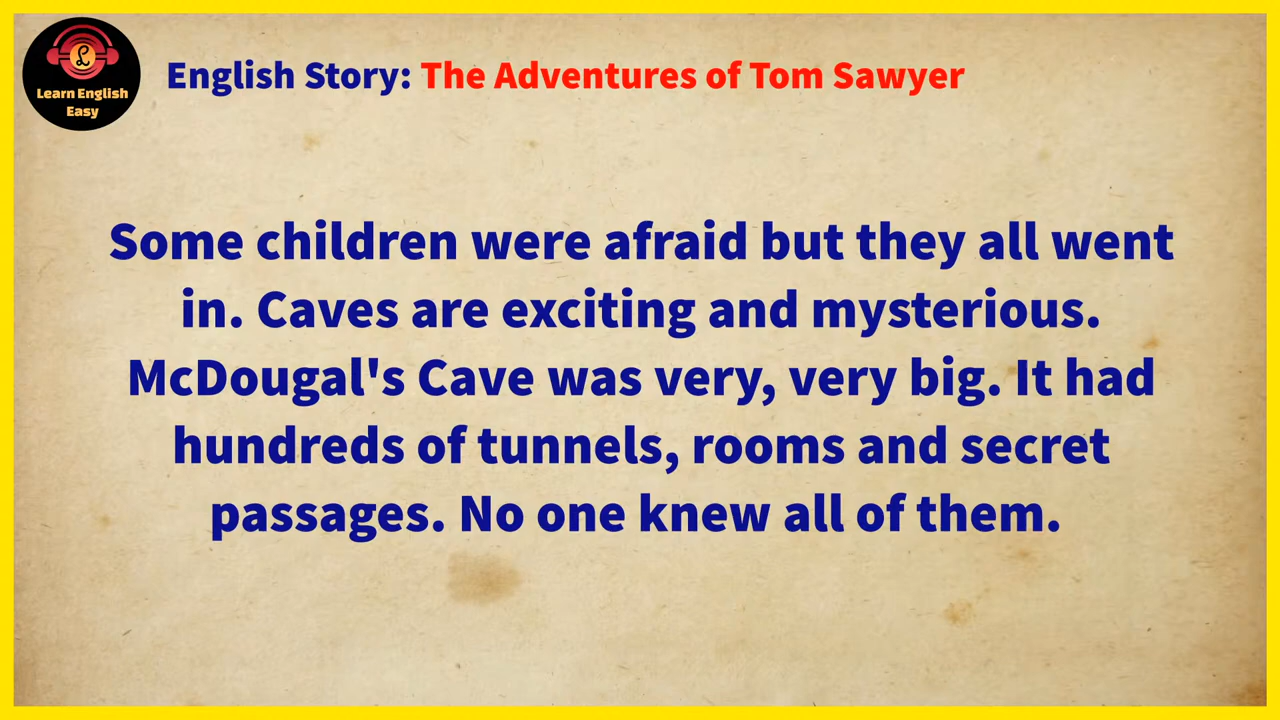 Learn English
Easy
English Story: The Adventures of Tom Sawyer
Some children were afraid but they all went
in. Caves are exciting and mysterious.
McDougal's Cave was very, very big. It had
hundreds of tunnels, rooms and secret
passages. No one knew all of them.